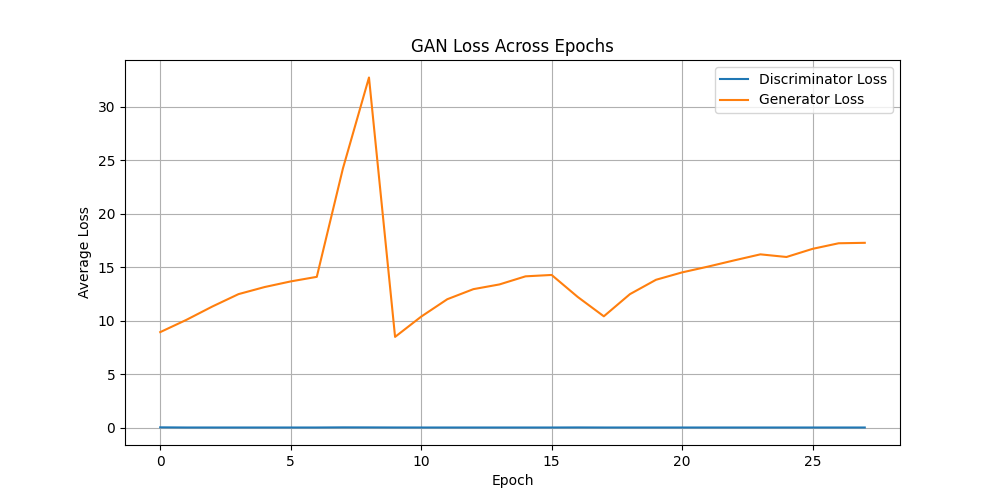 GAN Loss Across Epochs
Discriminator Loss
Generator Loss
Average Loss
30
25
20
15
10
5
0
0 5 10 15 20 25
Epoch